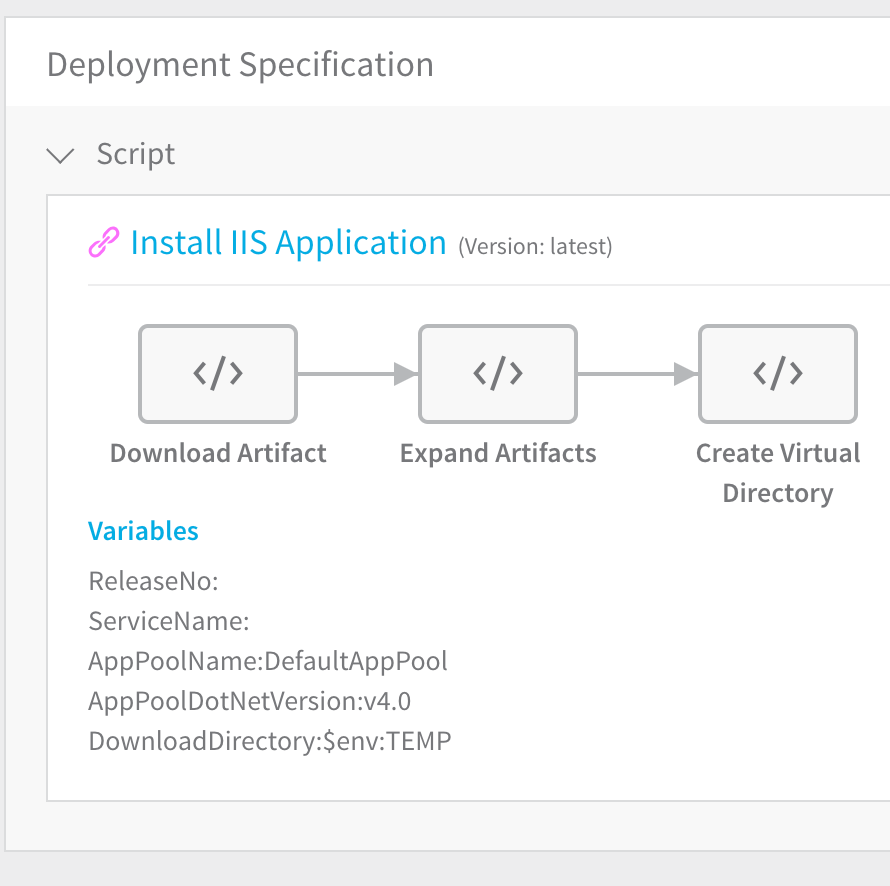 Deployment Specification
Script
Install IIS Application (Version: latest)
</> </> </>
Download Artifact Expand Artifacts Create Virtual
Directory
Variables
ReleaseNo:
ServiceName:
AppPoolName:DefaultAppPool
AppPoolDotNetVersion:v4.0
DownloadDirectory:$env:TEMP